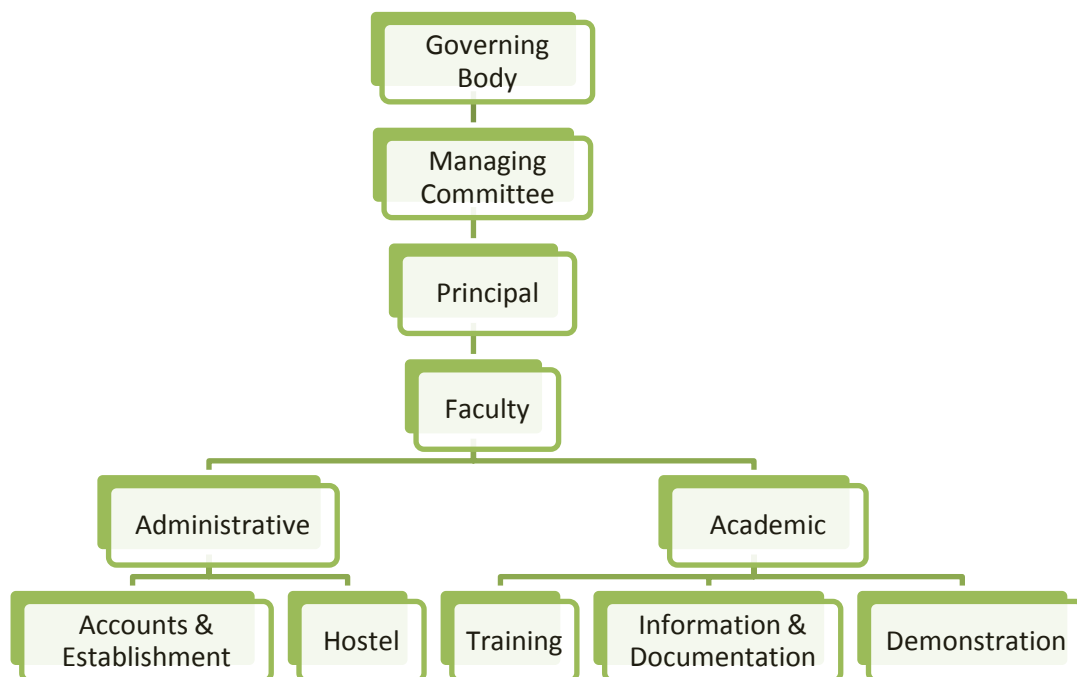 Governing
Body
Managing
Committee
Principal
Faculty
Administrative
Academic
Accounts &
Establishment
Hostel
Training
Information &
Documentation
Demonstration